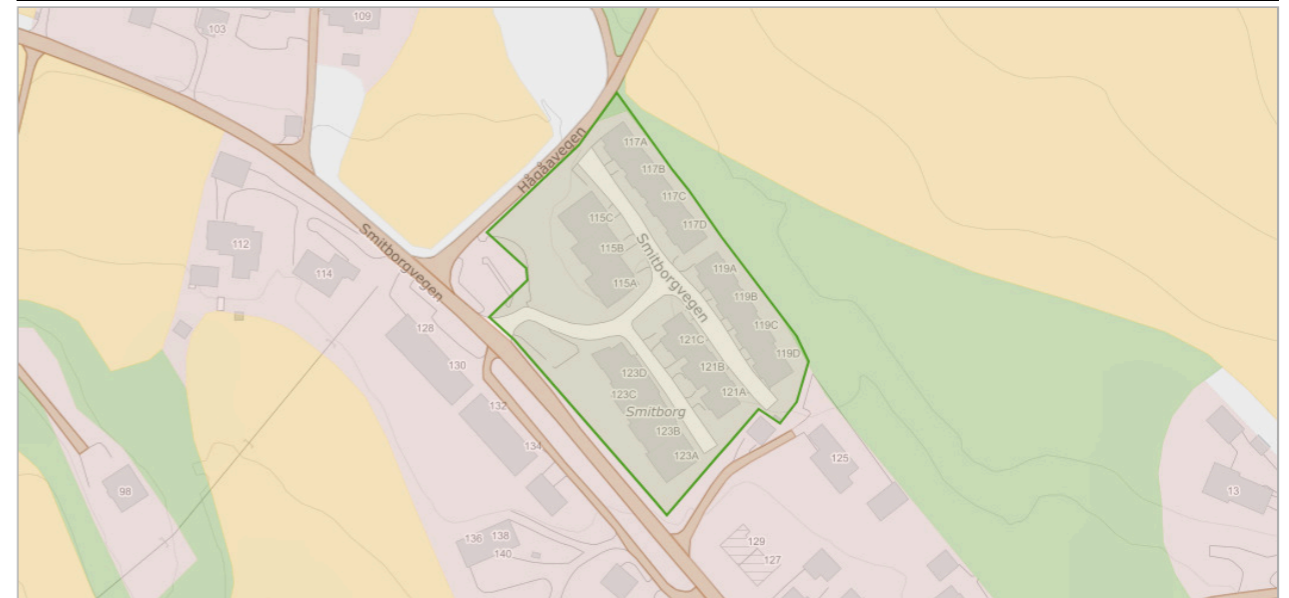 103
109
Hågåavegen
117A
117B
117C
117D
115C
115B
115A
Smitborgvegen
Smitborgvegen
112
114
119A
119B
119C
119D
121C
121B
121A
128
130
132
134
123D
123C
Smitborg
123B
123A
125
98
13
136
138
140
129
127